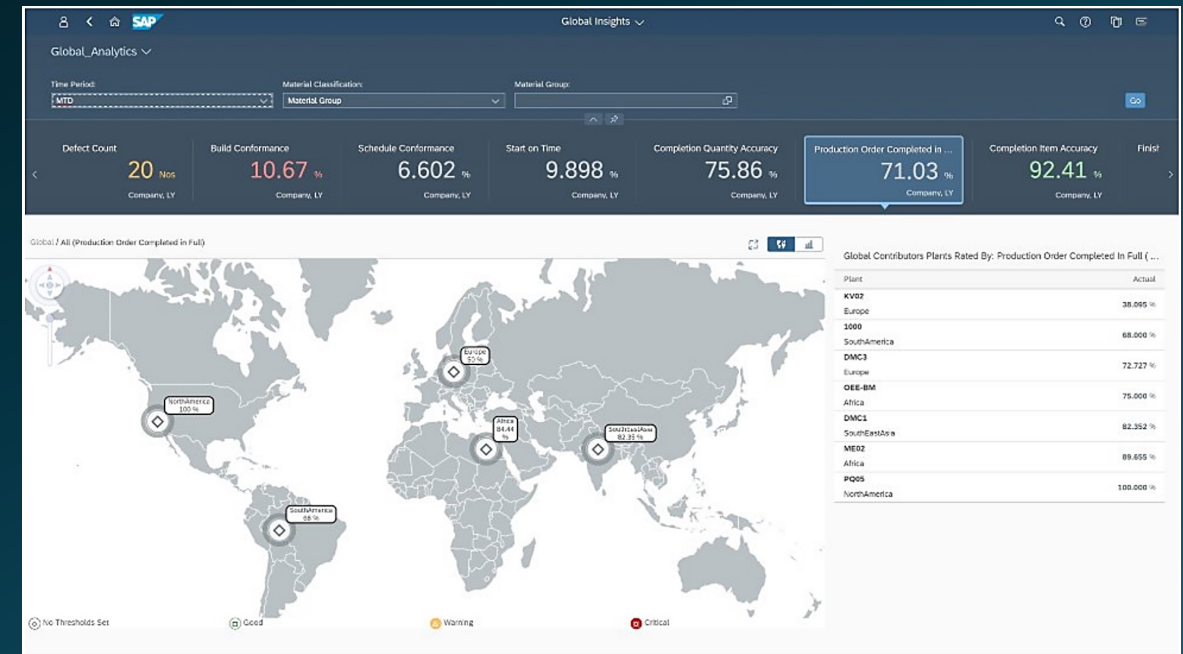 SAP
Global Insights
Global_Analytics
Time Period:
Material Classification:
Material Group:
MTD
Material Group
Go
Defect Count
20 Nos
Company, LY
Build Conformance
10.67 %
Company, LY
Schedule Conformance
6.602 %
Company, LY
Start on Time
9.898 %
Company, LY
Completion Quantity Accuracy
75.86 %
Company, LY
Production Order Completed in ...
71.03 %
Company, LY
Completion Item Accuracy
92.41 %
Company, LY
Finish
Global / All (Production Order Completed in Full)
NorthAmerica
100 %
Europe
50 %
Africa
84.44
%
SouthEastAsia
82.35 %
SouthAmerica
68 %
No Thresholds Set
Good
Warning
Critical
Global Contributors Plants Rated By: Production Order Completed In Full ( ...
Plant
Actual
KV02
Europe
38.095 %
1000
SouthAmerica
68.000 %
DMC3
Europe
72.727 %
OEE-BM
Africa
75.000 %
DMC1
SouthEastAsia
82.352 %
ME02
Africa
89.655 %
PQ05
NorthAmerica
100.000 %